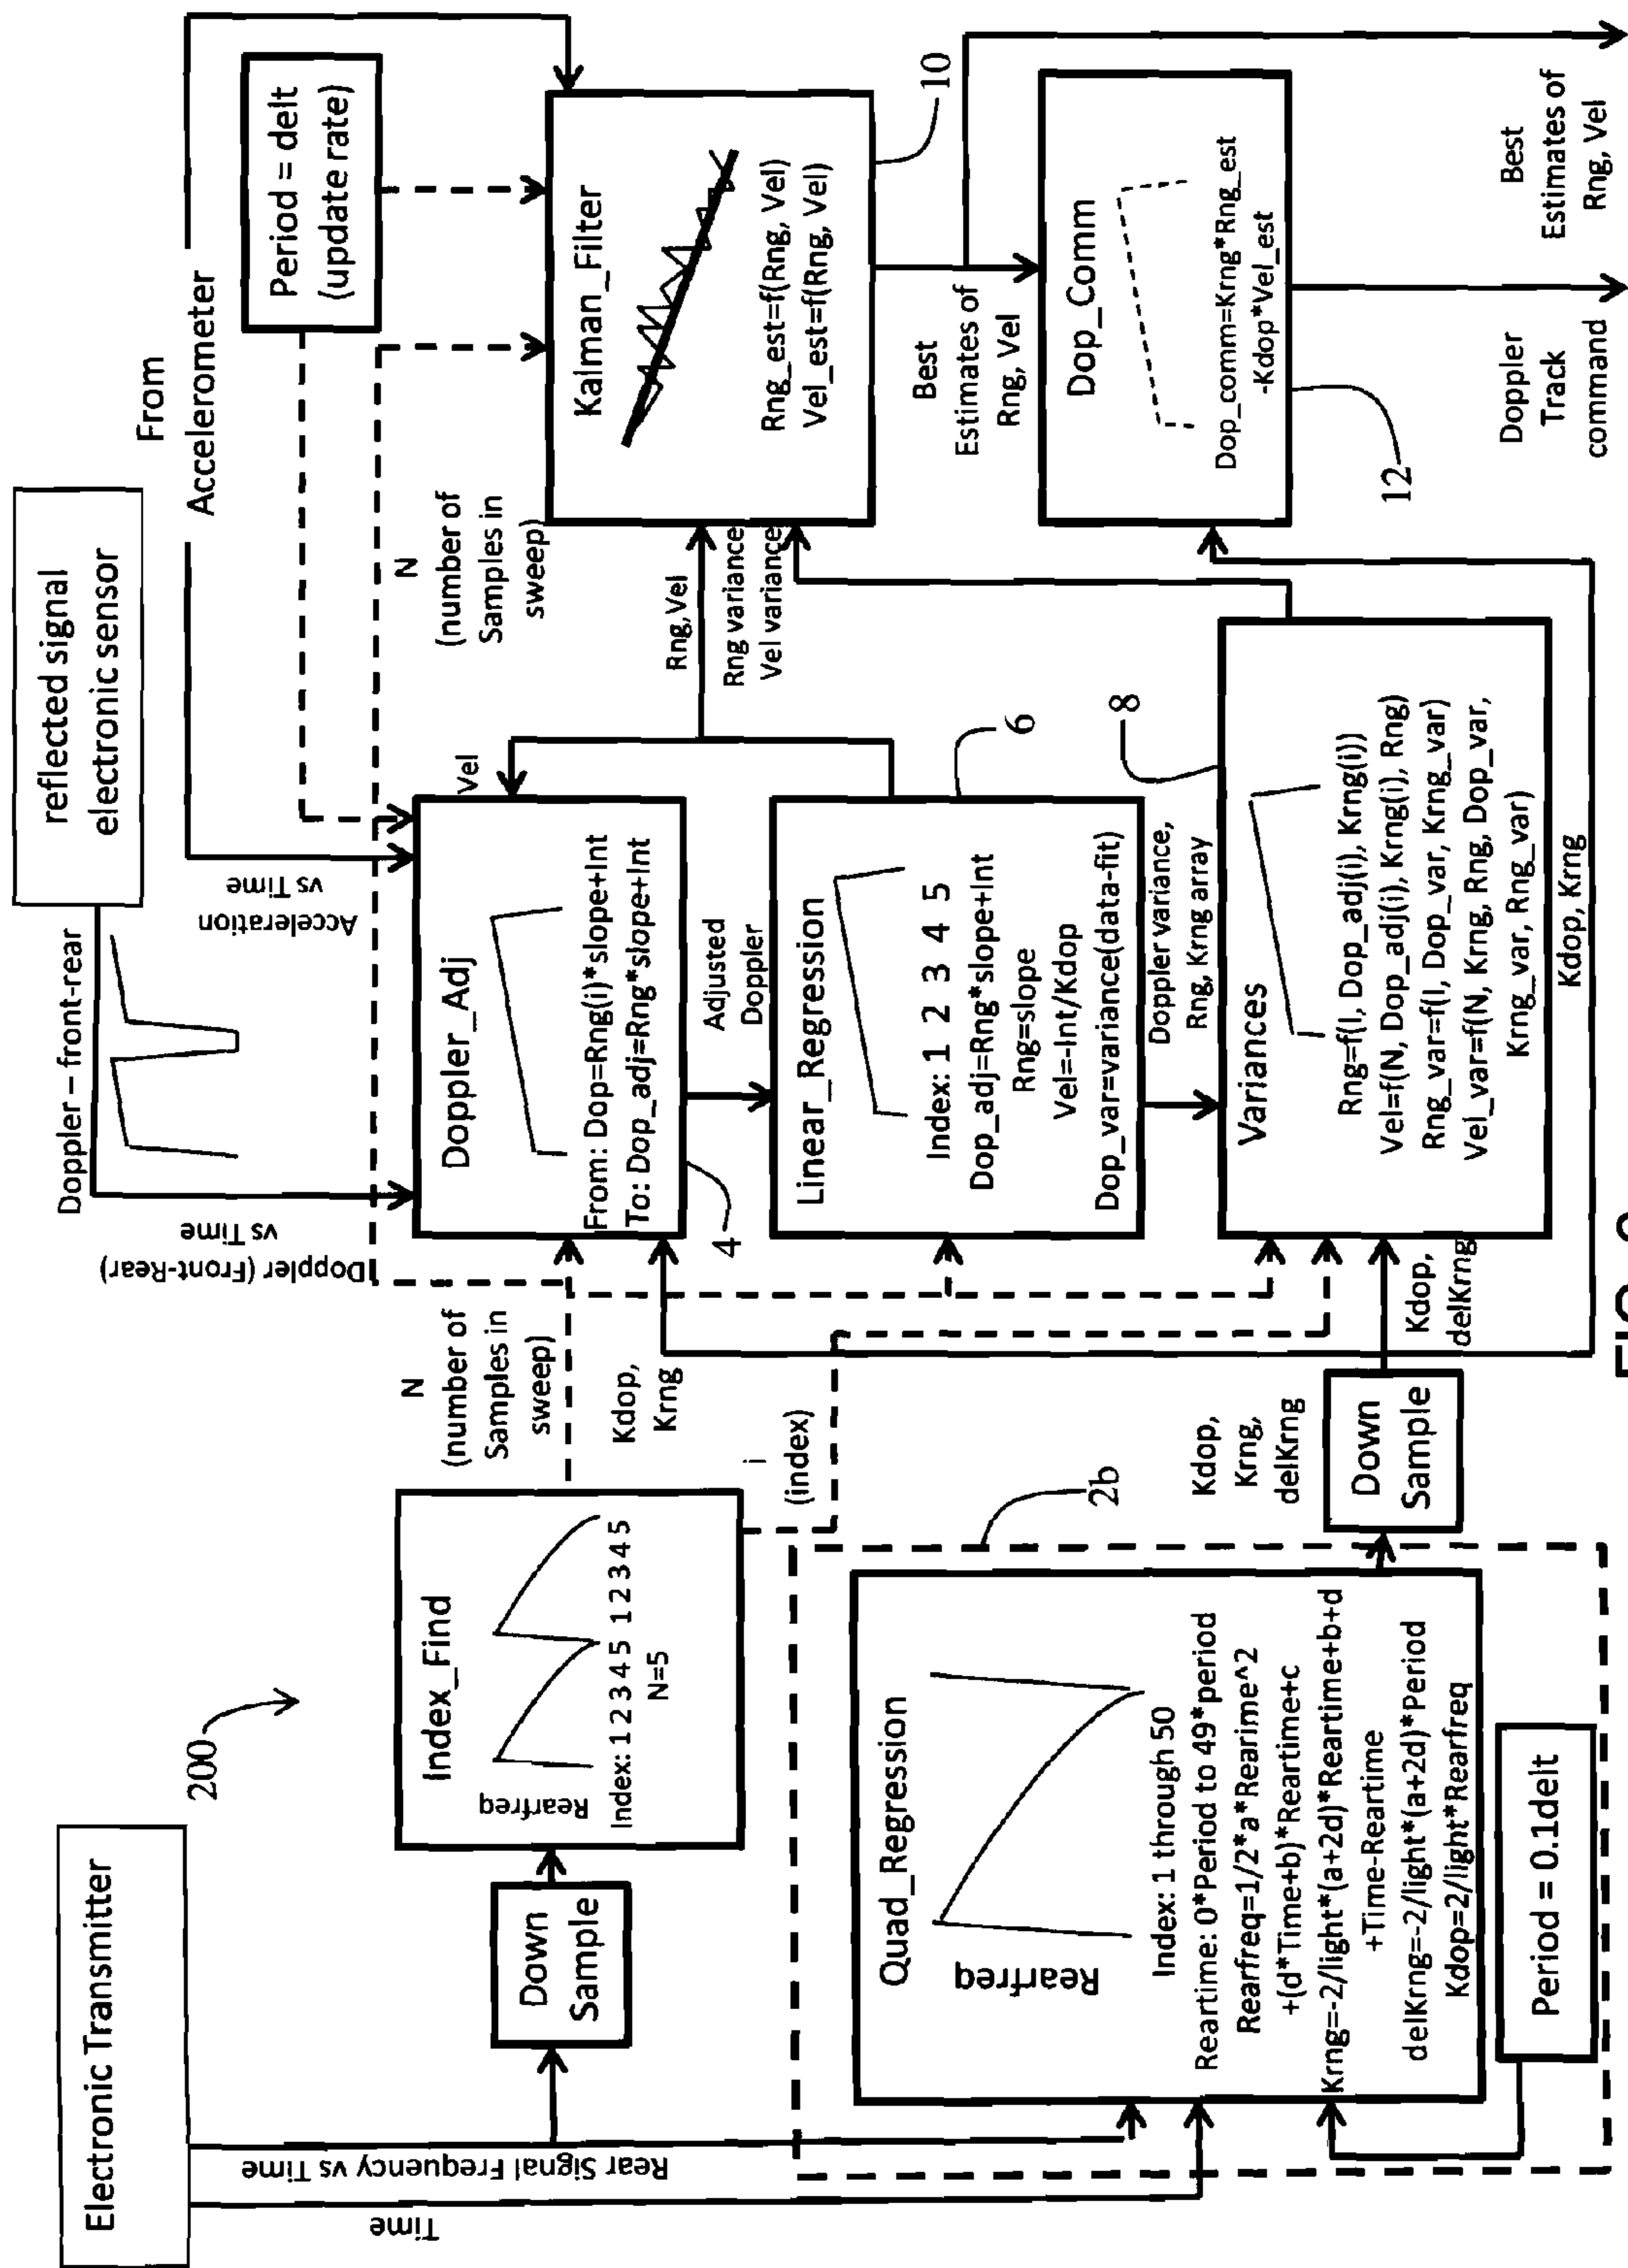 Electronic Transmitter
Time
Rear Signal Frequency vs Time
200
Down
Sample
Index_Find
Rearfreq
Index: 1 2 3 4 5 1 2 3 4 5
N=5
N
(number of
Samples in
sweep)
Kdop,
Krng
i
(index)
Quad_Regression
Rearfreq
Index: 1 through 50
Reartime: 0*Period to 49*period
Rearfreq=1/2*a*Rearime^2
+(d*Time+b)*Reartime+c
Krng=-2/light*(a+2d)*Reartime+b+d
+Time-Reartime
delKrng=-2/light*(a+2d)*Period
Kdop=2/light*Rearfreq
Period = 0.1delt
2b
Kdop,
Krng,
delKrng
Down
Sample
Kdop,
delKrng
reflected signal
electronic sensor
Doppler – front-rear
Doppler (Front-Rear)
vs Time
Acceleration
vs Time
From
Accelerometer
Doppler_Adj
From: Dop=Rng(i)*slope+Int
To: Dop_adj=Rng*slope+Int
4
Vel
Adjusted
Doppler
Linear_Regression
Index: 1 2 3 4 5
Dop_adj=Rng*slope+Int
Rng=slope
Vel=-Int/Kdop
Dop_var=variance(data-fit)
6
Doppler variance,
Rng, Krng array
Variances
Rng=f(I, Dop_adj(i), Krng(i))
Vel=f(N, Dop_adj(i), Krng(i), Rng)
Rng_var=f(I, Dop_var, Krng_var)
Vel_var=f(N, Krng, Rng, Dop_var,
Krng_var, Rng_var)
8
Kdop, Krng
N
(number of
Samples in
sweep)
Rng, Vel
Rng variance
Vel variance
Period = delt
(update rate)
Kalman_Filter
Rng_est=f(Rng, Vel)
Vel_est=f(Rng, Vel)
10
Best
Estimates of
Rng, Vel
Dop_Comm
Dop_comm=Krng*Rng_est
-Kdop*Vel_est
12
Doppler
Track
command
Best
Estimates of
Rng, Vel